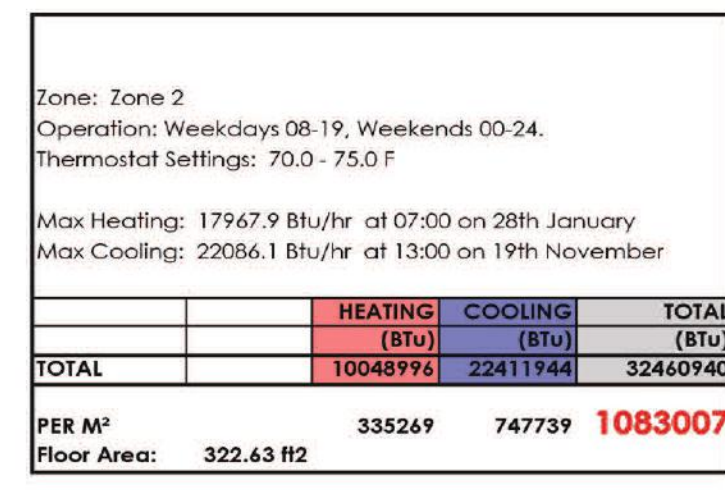 Zone: Zone 2
Operation: Weekdays 08-19, Weekends 00-24.
Thermostat Settings: 70.0 - 75.0 F
Max Heating: 17967.9 Btu/hr at 07:00 on 28th January
Max Cooling: 22086.1 Btu/hr at 13:00 on 19th November
HEATING COOLING TOTAL
(BTu) (BTu) (BTu)
TOTAL 10048996 22411944 32460940
PER M² 335269 747739 1083007
Floor Area: 322.63 ft2